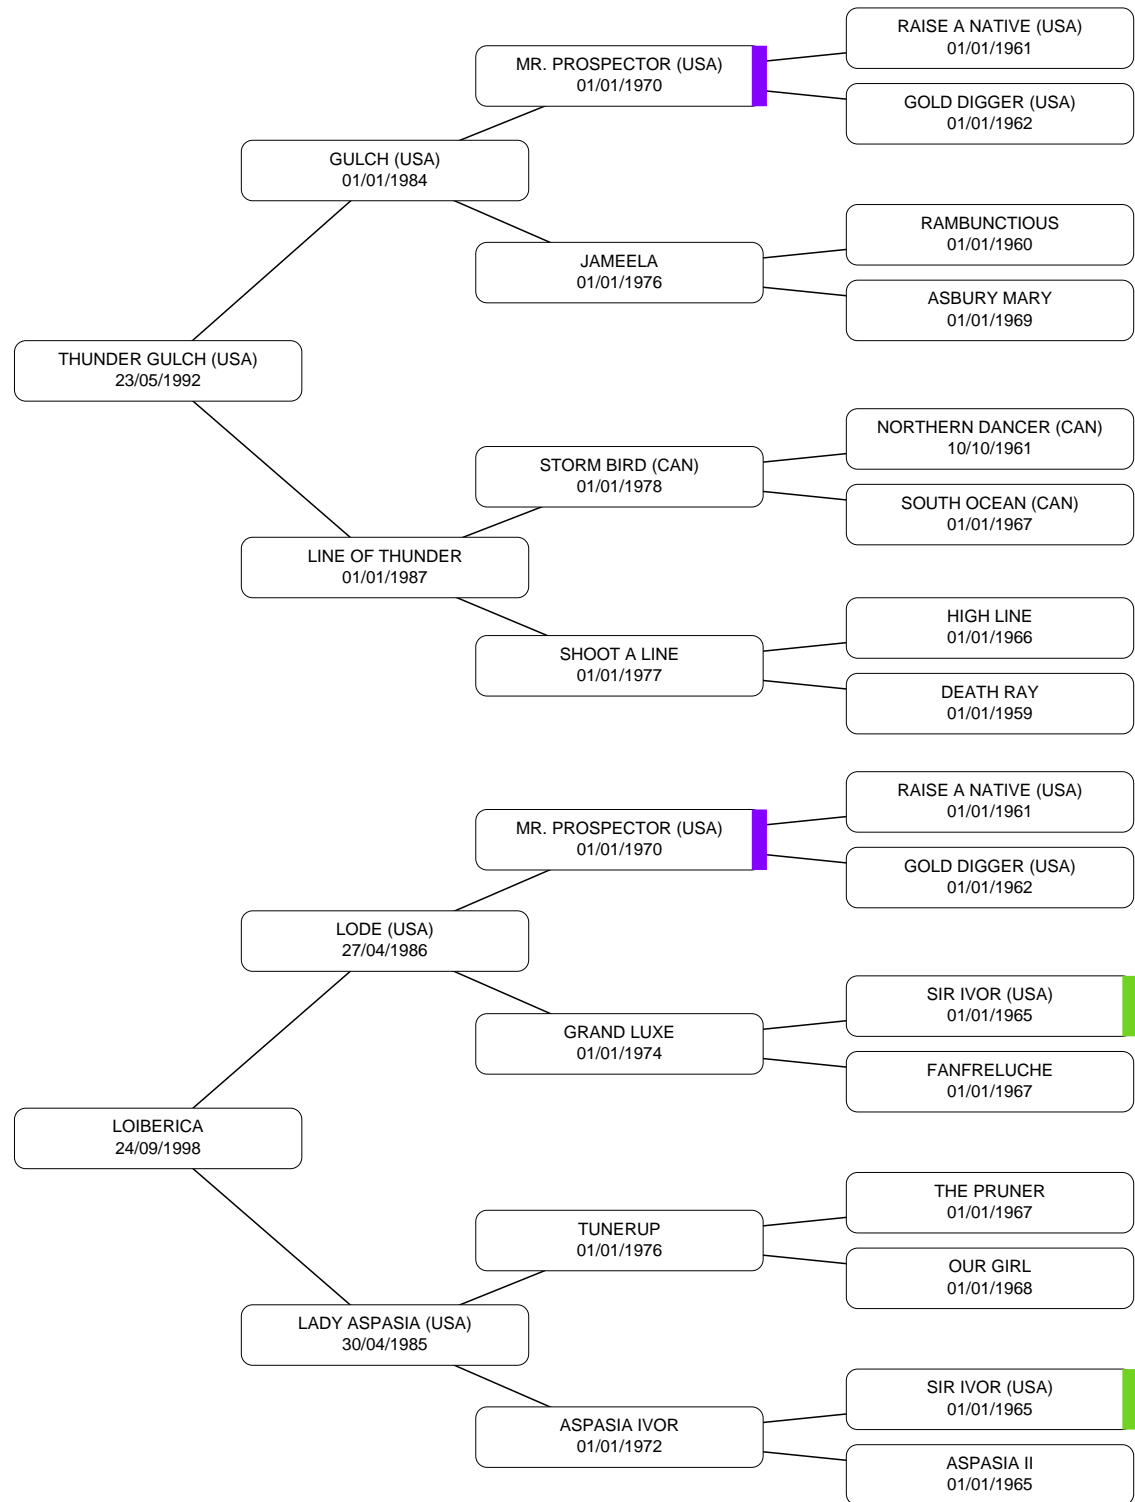 RAISE A NATIVE (USA)
01/01/1961
MR. PROSPECTOR (USA)
01/01/1970
GOLD DIGGER (USA)
01/01/1962
GULCH (USA)
01/01/1984
RAMBUNCTIOUS
01/01/1960
JAMEELA
01/01/1976
ASBURY MARY
01/01/1969
THUNDER GULCH (USA)
23/05/1992
NORTHERN DANCER (CAN)
10/10/1961
STORM BIRD (CAN)
01/01/1978
SOUTH OCEAN (CAN)
01/01/1967
LINE OF THUNDER
01/01/1987
HIGH LINE
01/01/1966
SHOOT A LINE
01/01/1977
DEATH RAY
01/01/1959
RAISE A NATIVE (USA)
01/01/1961
MR. PROSPECTOR (USA)
01/01/1970
GOLD DIGGER (USA)
01/01/1962
LODE (USA)
27/04/1986
SIR IVOR (USA)
01/01/1965
GRAND LUXE
01/01/1974
FANFRELUCHE
01/01/1967
LOIBERICA
24/09/1998
THE PRUNER
01/01/1967
TUNERUP
01/01/1976
OUR GIRL
01/01/1968
LADY ASPASIA (USA)
30/04/1985
SIR IVOR (USA)
01/01/1965
ASPASIA IVOR
01/01/1972
ASPASIA II
01/01/1965